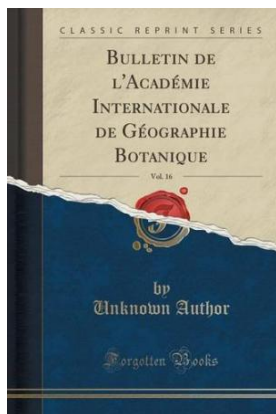 CLASSIC REPRINT SERIES
BULLETIN DE
L'ACADÉMIE
INTERNATIONALE
DE GÉOGRAPHIE
BOTANIQUE
Vol. 16
by
Unknown Author
Forgotten Books